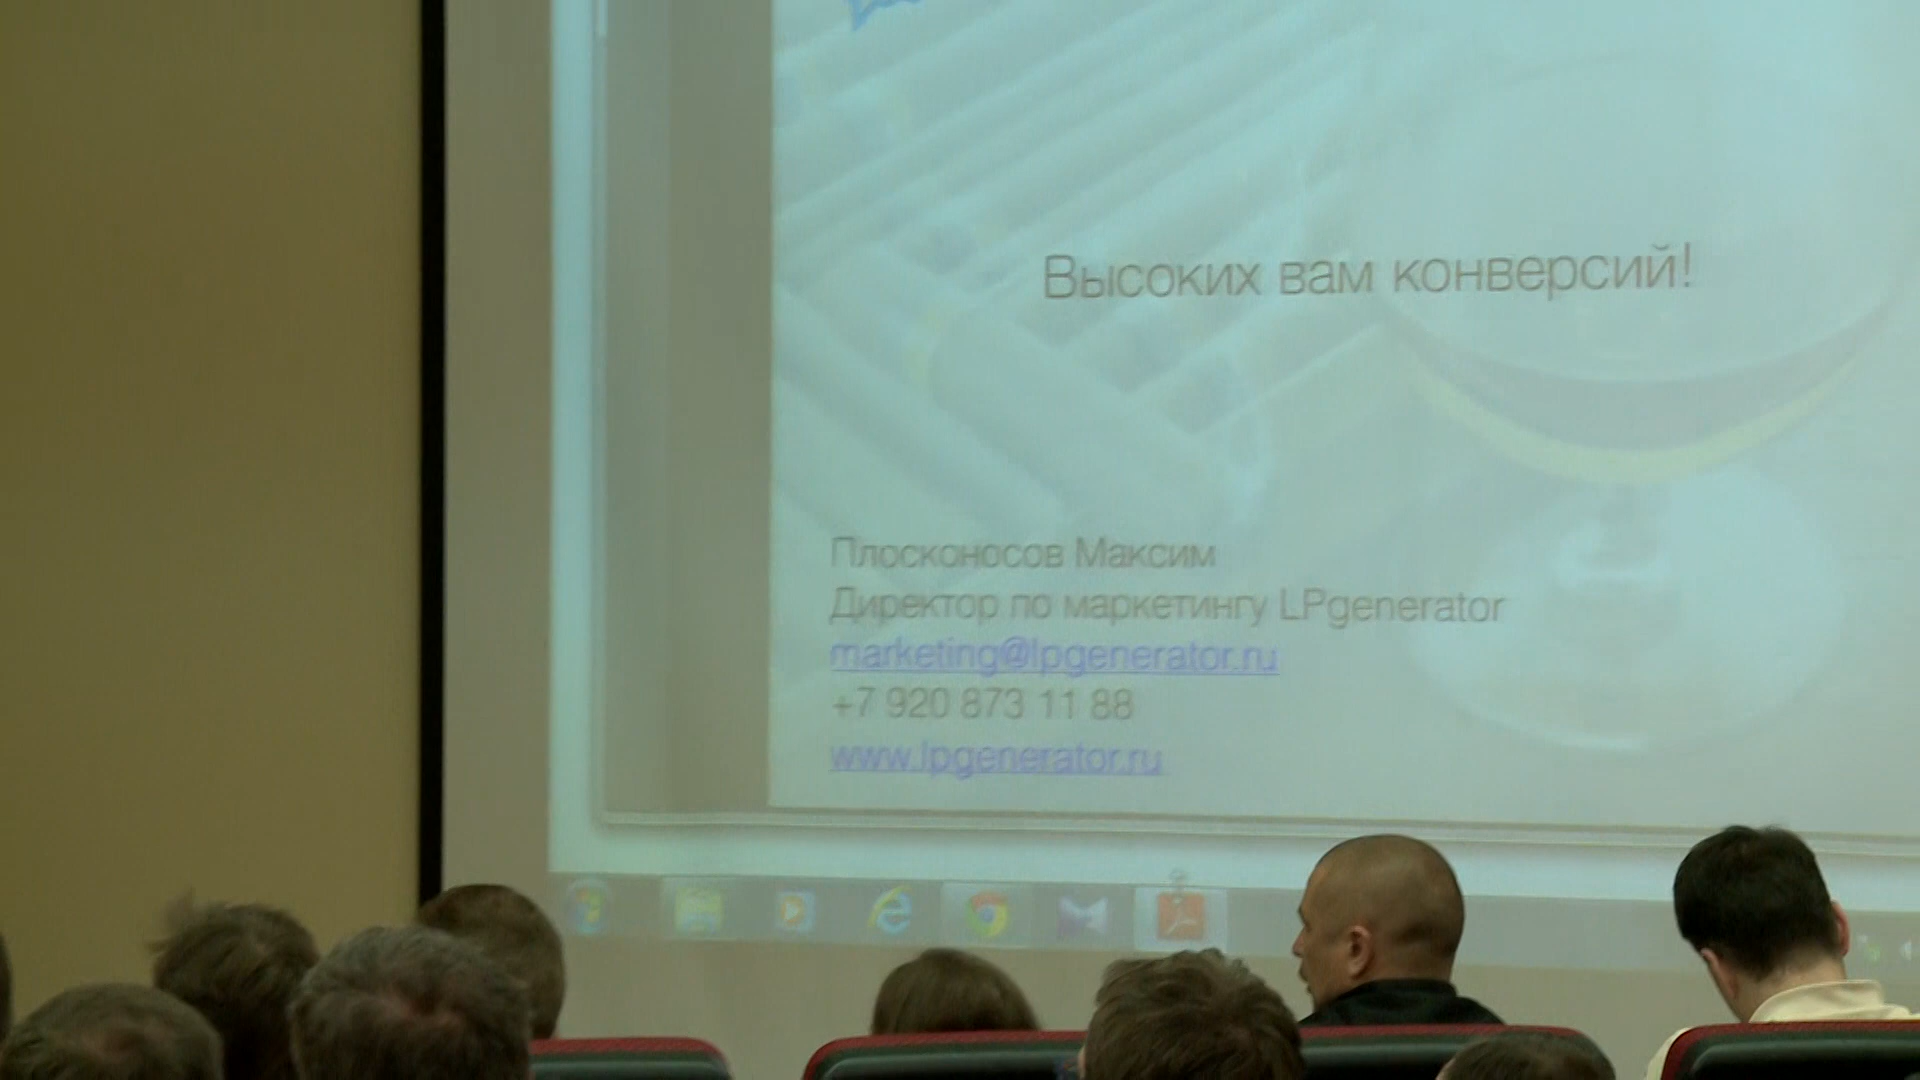 Высоких вам конверсий!
Плосконосов Максим
Директор по маркетингу LPgenerator
marketing@lpgenerator.ru
+7 920 873 11 88
www.lpgenerator.ru